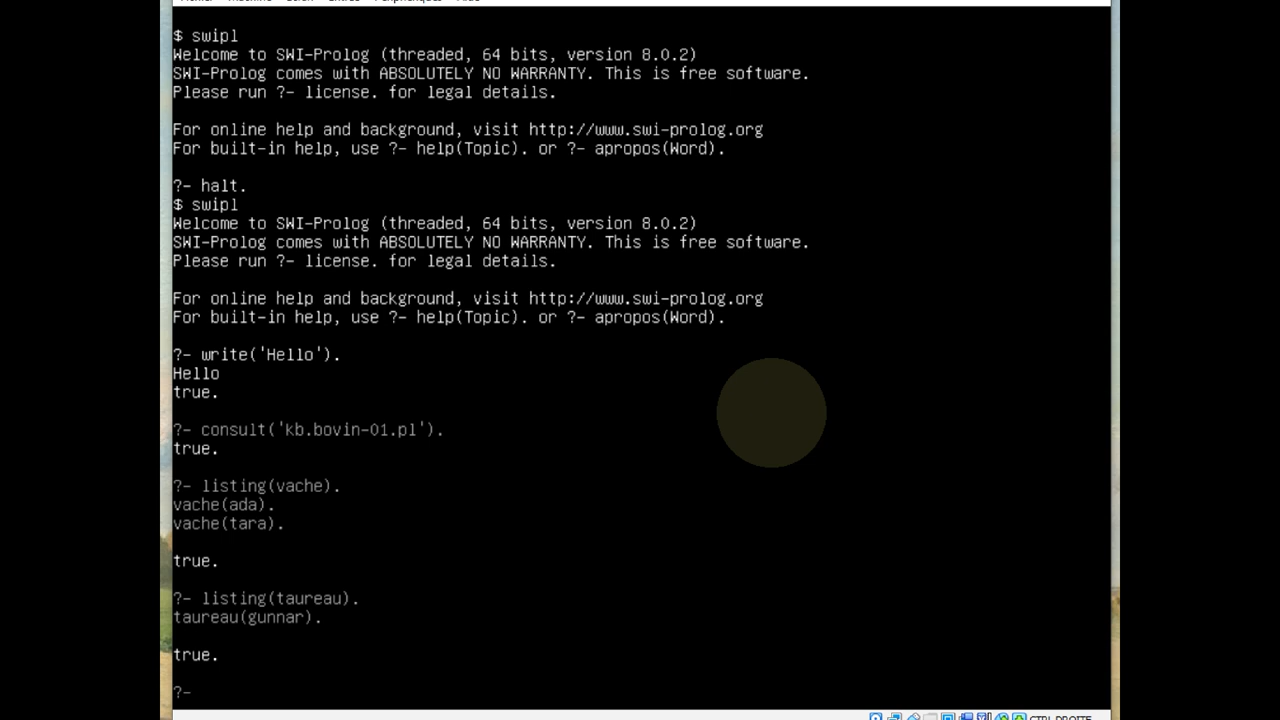 $ swipl
Welcome to SWI-Prolog (threaded, 64 bits, version 8.0.2)
SWI-Prolog comes with ABSOLUTELY NO WARRANTY. This is free software.
Please run ?- license. for legal details.
For online help and background, visit http://www.swi-prolog.org
For built-in help, use ?- help(Topic). or ?- apropos(Word).
?- halt.
$ swipl
Welcome to SWI-Prolog (threaded, 64 bits, version 8.0.2)
SWI-Prolog comes with ABSOLUTELY NO WARRANTY. This is free software.
Please run ?- license. for legal details.
For online help and background, visit http://www.swi-prolog.org
For built-in help, use ?- help(Topic). or ?- apropos(Word).
?- write('Hello').
Hello
true.
?- consult('kb.bovin-01.pl').
true.
?- listing(vache).
vache(ada).
vache(tara).
true.
?- listing(taureau).
taureau(gunnar).
true.
?-
CTRL DROITE